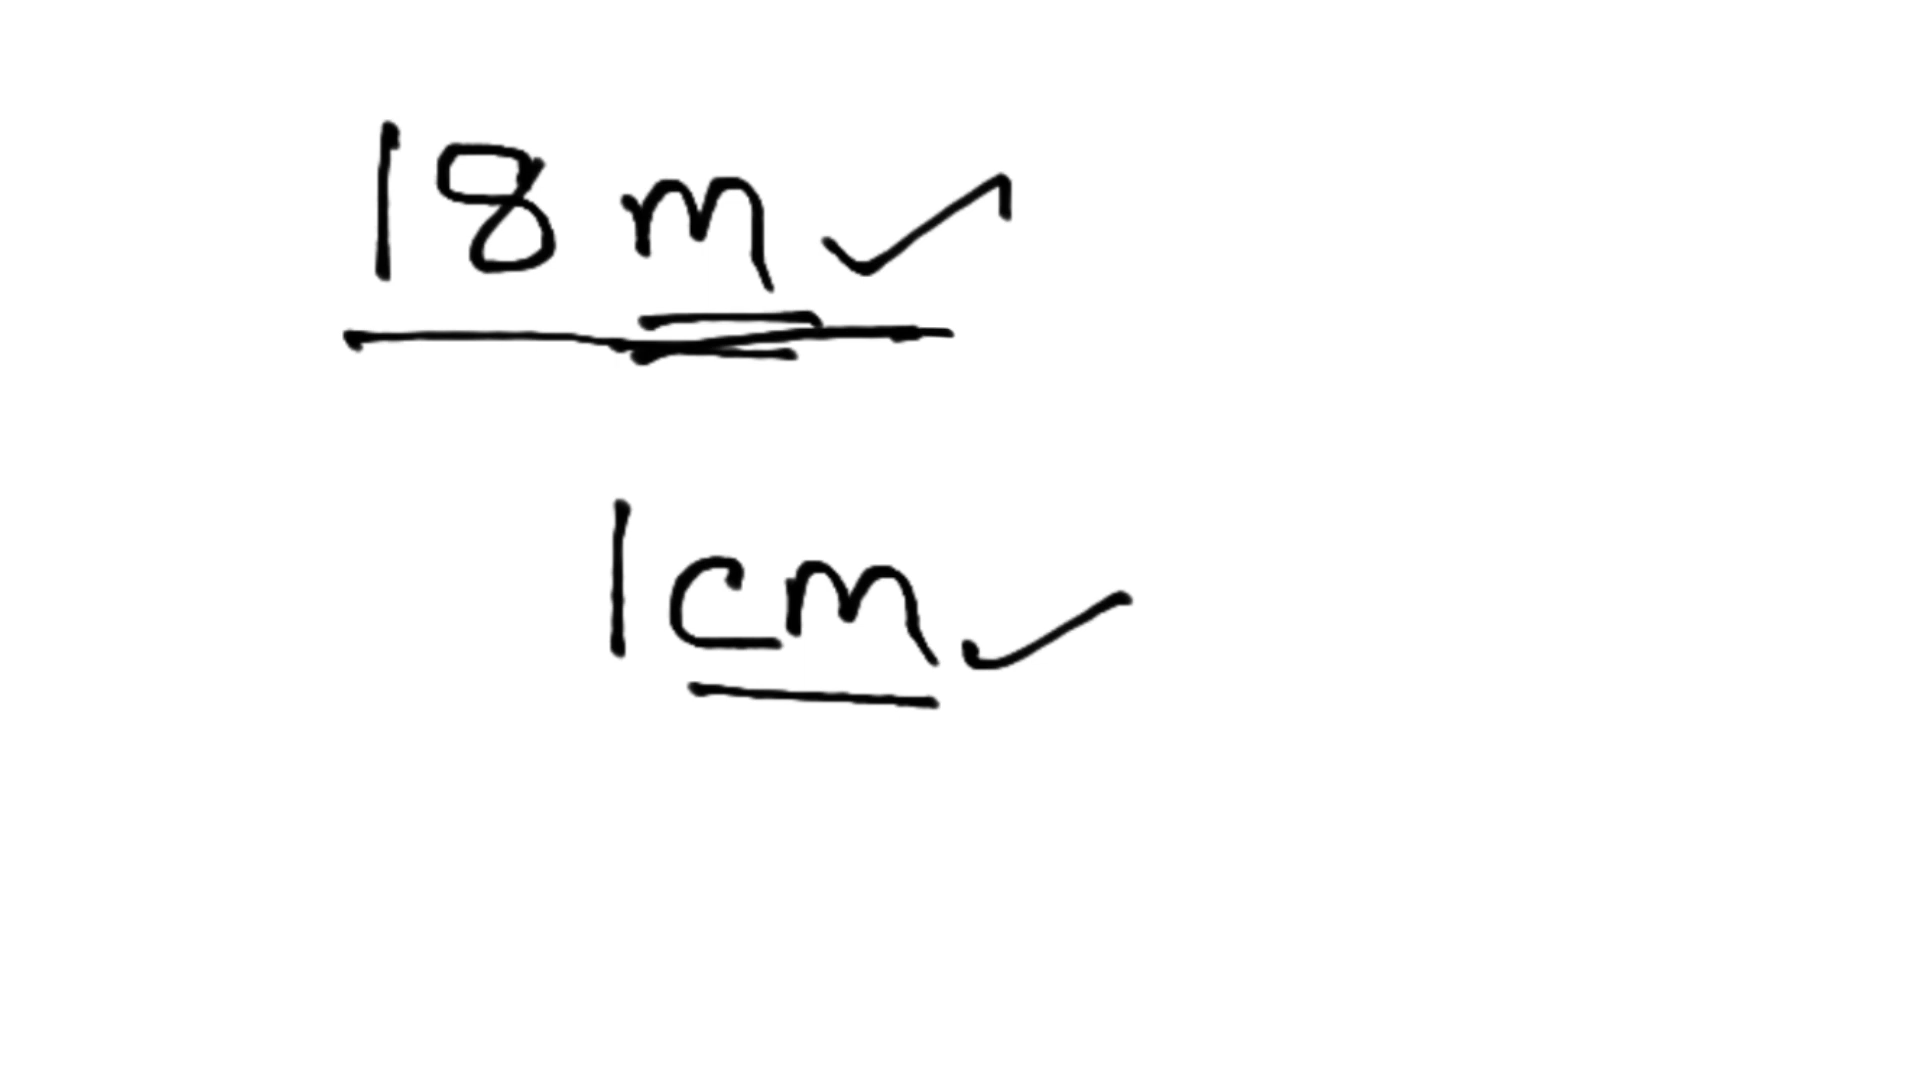 18 m ✓
1 cm ✓